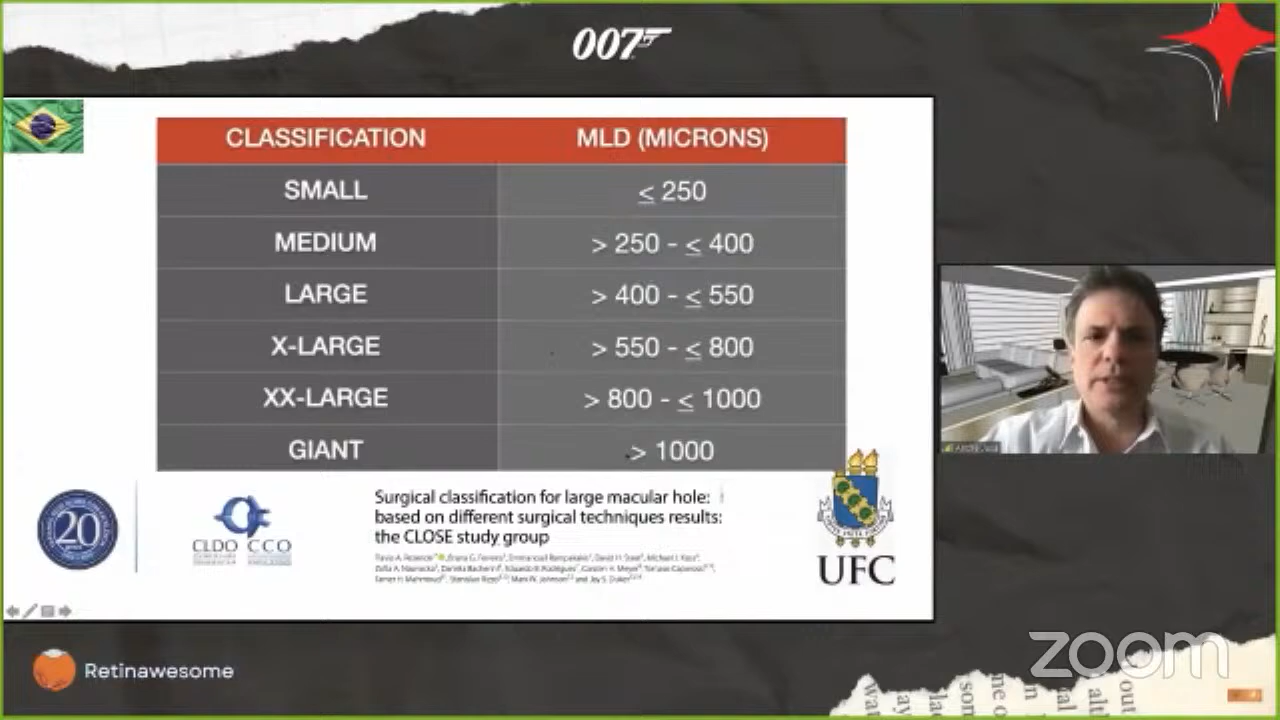 007
CLASSIFICATION MLD (MICRONS)
SMALL ≤ 250
MEDIUM > 250 - ≤ 400
LARGE > 400 - ≤ 550
X-LARGE > 550 - ≤ 800
XX-LARGE > 800 - ≤ 1000
GIANT > 1000
20
CLDO CCO
Surgical classification for large macular hole:
based on different surgical techniques results:
the CLOSE study group
UFC
Retinawesome
zoom